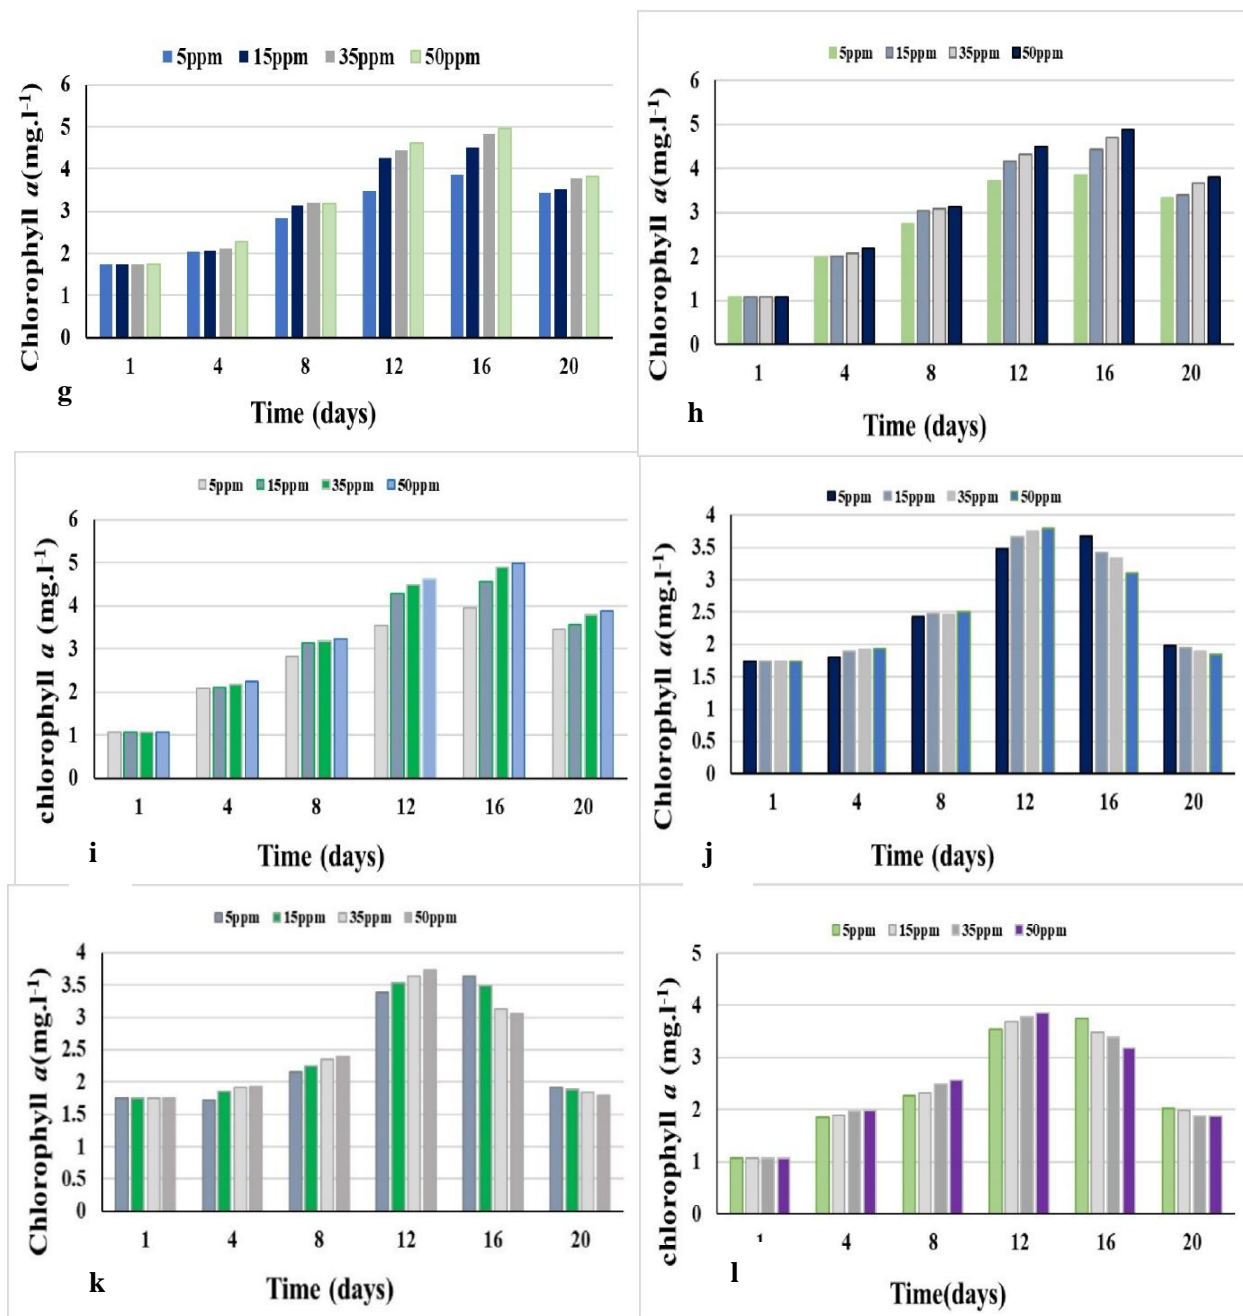 5ppm 15ppm 35ppm 50ppm
Chlorophyll a(mg.l⁻¹)
6
5
4
3
2
1
0
1 4 8 12 16 20
g
Time (days)
5ppm 15ppm 35ppm 50ppm
Chlorophyll a(mg.l⁻¹)
6
5
4
3
2
1
0
1 4 8 12 16 20
h
Time (days)
5ppm 15ppm 35ppm 50ppm
chlorophyll a (mg.l⁻¹)
6
5
4
3
2
1
0
1 4 8 12 16 20
i
Time (days)
5ppm 15ppm 35ppm 50ppm
Chlorophyll a(mg.l⁻¹)
4
3.5
3
2.5
2
1.5
1
0.5
0
1 4 8 12 16 20
j
Time (days)
5ppm 15ppm 35ppm 50ppm
Chlorophyll a(mg.l⁻¹)
4
3.5
3
2.5
2
1.5
1
0.5
0
1 4 8 12 16 20
k
Time (days)
5ppm 15ppm 35ppm 50ppm
chlorophyll a (mg.l⁻¹)
5
4
3
2
1
0
1 4 8 12 16 20
l
Time(days)